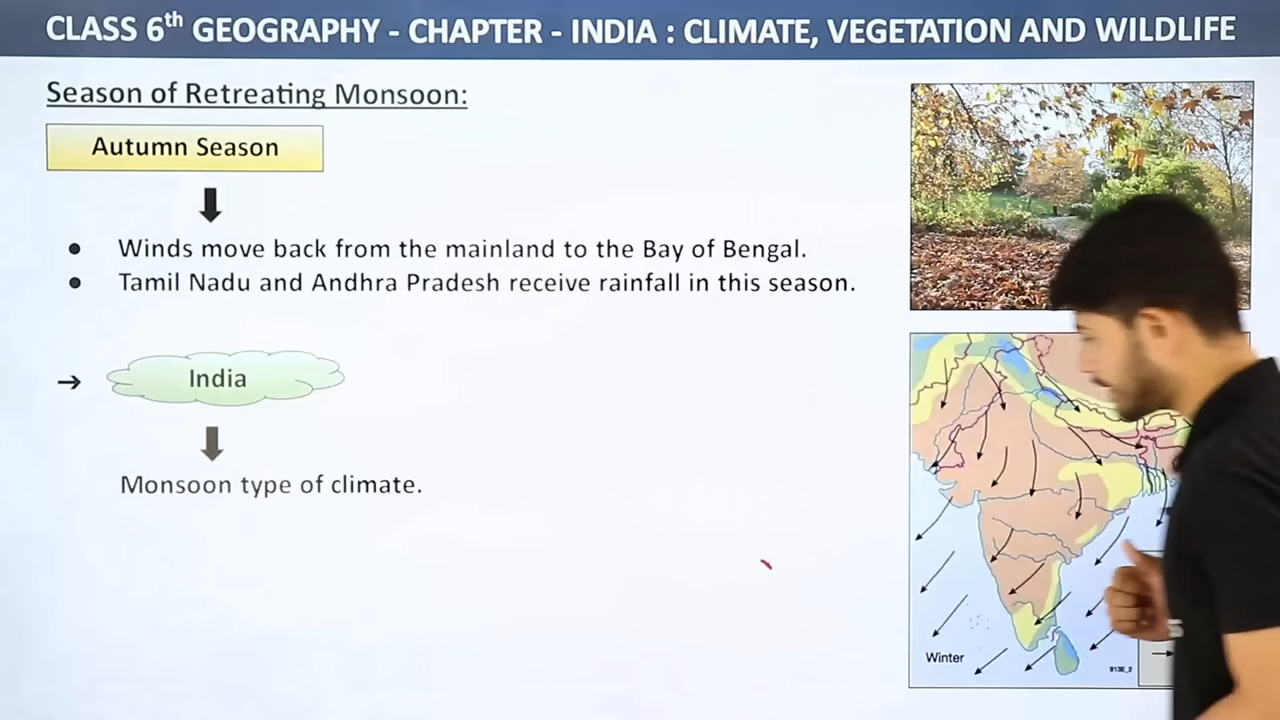 CLASS 6th GEOGRAPHY - CHAPTER - INDIA : CLIMATE, VEGETATION AND WILDLIFE
Season of Retreating Monsoon:
Autumn Season
● Winds move back from the mainland to the Bay of Bengal.
● Tamil Nadu and Andhra Pradesh receive rainfall in this season.
→ India
Monsoon type of climate.
Winter